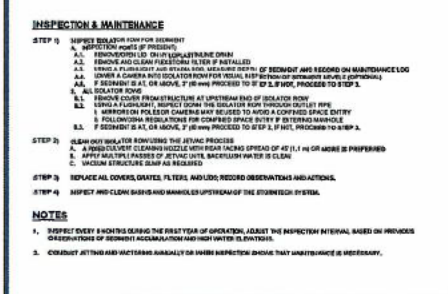 INSPECTION & MAINTENANCE
STEP 1) INSPECT ISOLATOR ROW FOR SEDIMENT
A. INSPECTION PORTS (IF PRESENT)
A.1. REMOVE/OPEN LID ON NYLOPLAST INLINE DRAIN
A.2. REMOVE AND CLEAN FLEXSTORM FILTER IF INSTALLED
A.3. USING A FLASHLIGHT AND STADIA ROD, MEASURE DEPTH OF SEDIMENT AND RECORD ON MAINTENANCE LOG
A.4. LOWER A CAMERA INTO ISOLATOR ROW FOR VISUAL INSPECTION OF SEDIMENT LEVELS (OPTIONAL)
IF SEDIMENT IS AT, OR ABOVE, 3" (80 mm) PROCEED TO STEP 2. IF NOT, PROCEED TO STEP 3.
B. ALL ISOLATOR ROWS
B.1. REMOVE COVER FROM STRUCTURE AT UPSTREAM END OF ISOLATOR ROW
B.2. USING A FLASHLIGHT, INSPECT DOWN THE ISOLATOR ROW THROUGH OUTLET PIPE
MIRRORS ON POLES OR CAMERAS MAY BE USED TO AVOID A CONFINED SPACE ENTRY
FOLLOW OSHA REGULATIONS FOR CONFINED SPACE ENTRY IF ENTERING MANHOLE
B.3. IF SEDIMENT IS AT, OR ABOVE, 3" (80 mm) PROCEED TO STEP 2. IF NOT, PROCEED TO STEP 3.
STEP 2) CLEAN OUT ISOLATOR ROW USING THE JETVAC PROCESS
A. A FIXED CULVERT CLEANING NOZZLE WITH REAR FACING SPREAD OF 45" (1.1 m) OR MORE IS PREFERRED
B. APPLY MULTIPLE PASSES OF JETVAC UNTIL BACKFLUSH WATER IS CLEAN
C. VACUUM STRUCTURE SUMP AS REQUIRED
STEP 3) REPLACE ALL COVERS, GRATES, FILTERS, AND LIDS; RECORD OBSERVATIONS AND ACTIONS.
STEP 4) INSPECT AND CLEAN BASINS AND MANHOLES UPSTREAM OF THE STORMTECH SYSTEM.
NOTES
1. INSPECT EVERY 6 MONTHS DURING THE FIRST YEAR OF OPERATION. ADJUST THE INSPECTION INTERVAL BASED ON PREVIOUS
OBSERVATIONS OF SEDIMENT ACCUMULATION AND HIGH WATER ELEVATIONS.
2. CONDUCT JETTING AND VACTORING ANNUALLY OR WHEN INSPECTION SHOWS THAT MAINTENANCE IS NECESSARY.